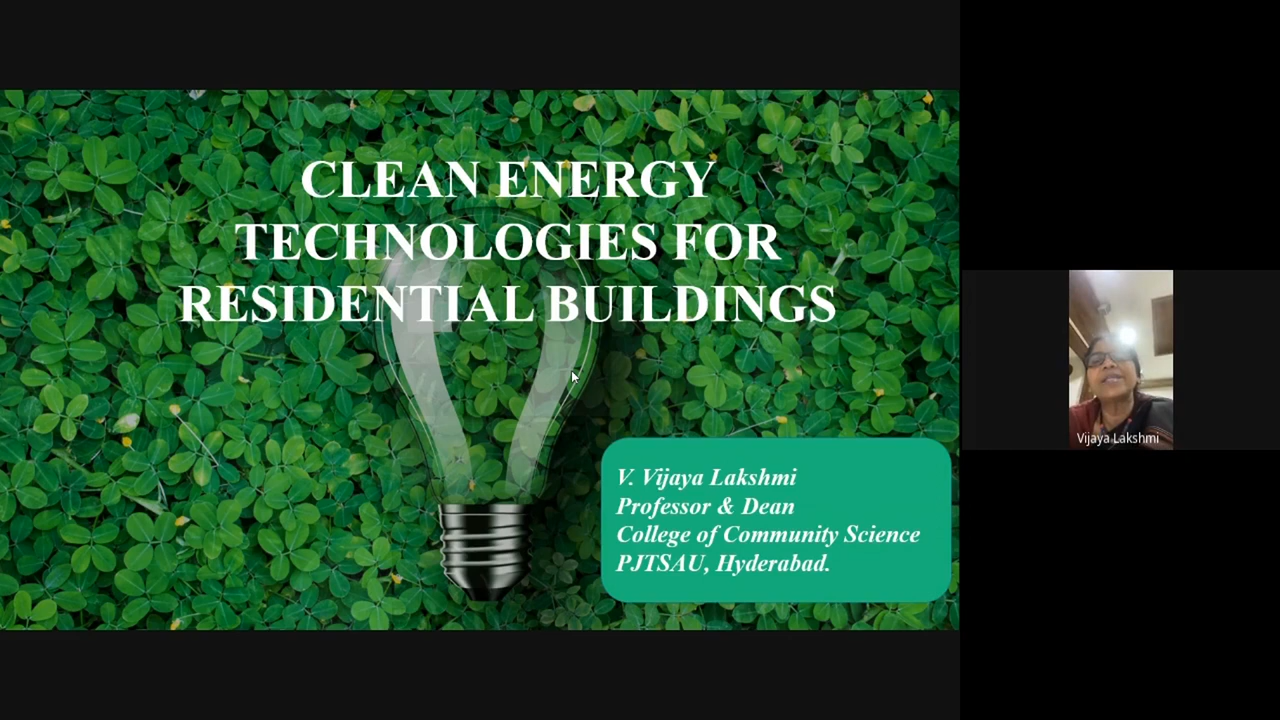 CLEAN ENERGY
TECHNOLOGIES FOR
RESIDENTIAL BUILDINGS
V. Vijaya Lakshmi
Professor & Dean
College of Community Science
PJTSAU, Hyderabad.
Vijaya Lakshmi